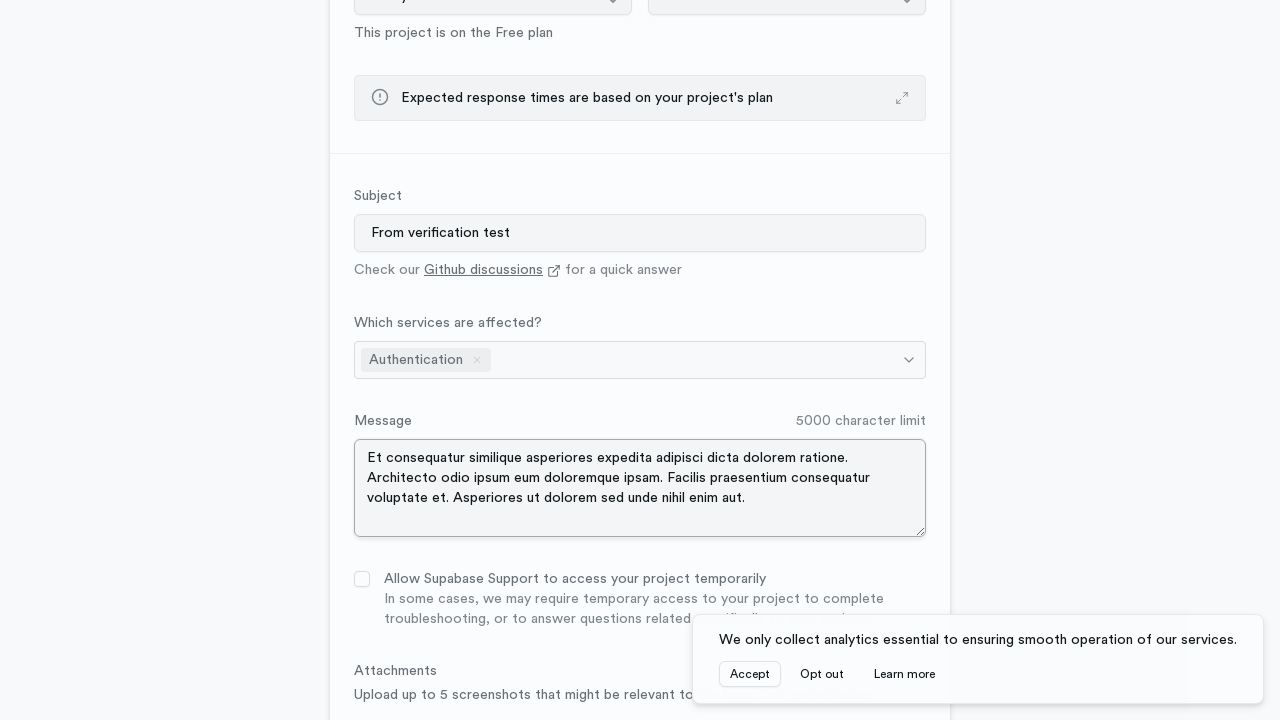 This project is on the Free plan
Expected response times are based on your project's plan
Subject
From verification test
Check our Github discussions for a quick answer
Which services are affected?
Authentication
Message
5000 character limit
Et consequatur similique asperiores expedita adipisci dicta dolorem ratione.
Architecto odio ipsum eum doloremque ipsam. Facilis praesentium consequatur
voluptate et. Asperiores ut dolorem sed unde nihil enim aut.
Allow Supabase Support to access your project temporarily
In some cases, we may require temporary access to your project to complete
troubleshooting, or to answer questions related
We only collect analytics essential to ensuring smooth operation of our services.
Accept
Opt out
Learn more
Attachments
Upload up to 5 screenshots that might be relevant to